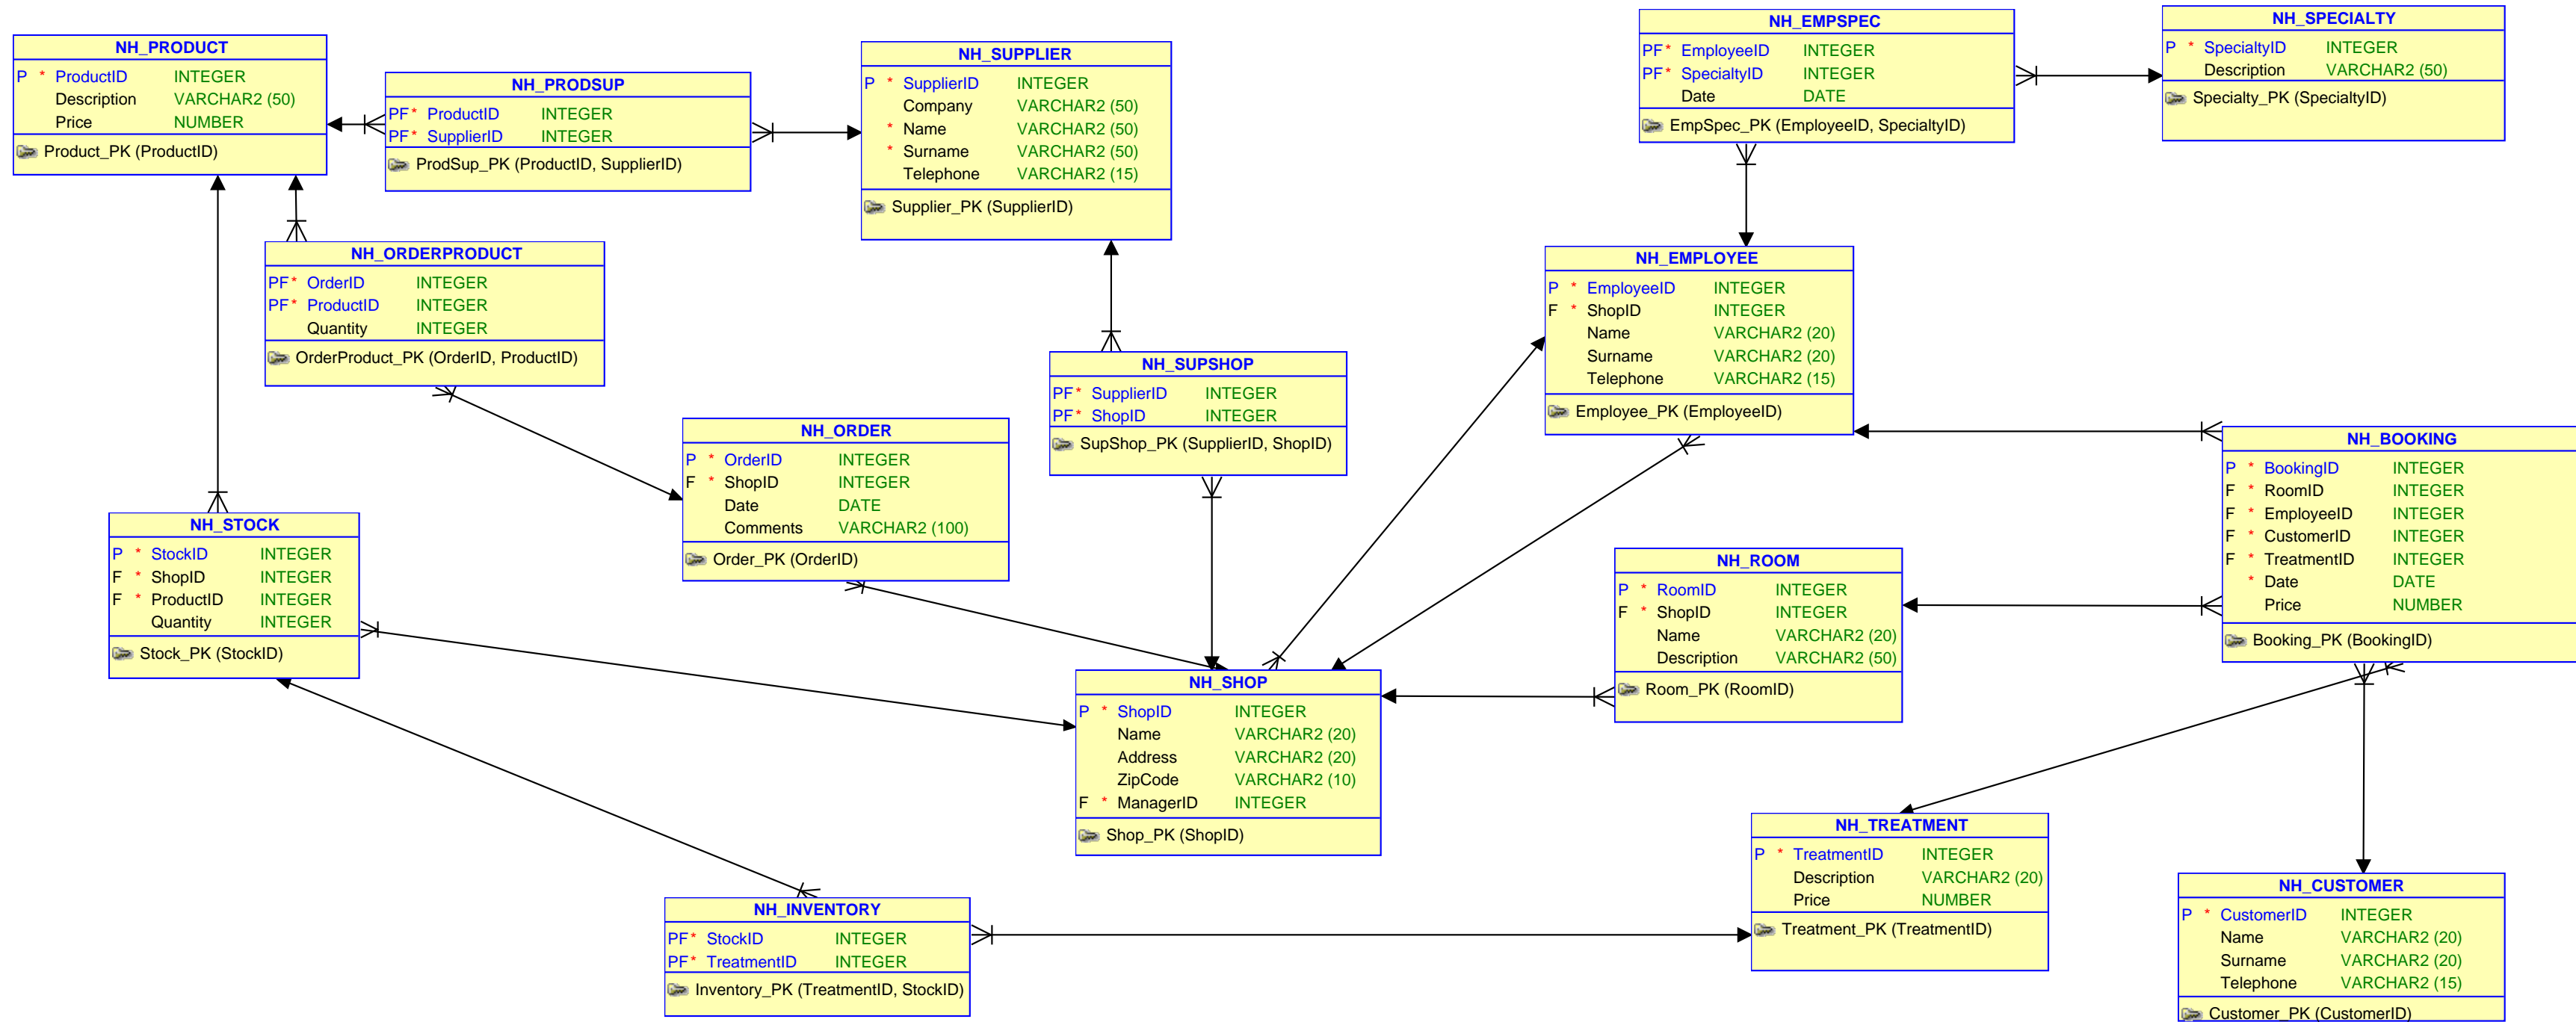 NH_PRODUCT
P * ProductID INTEGER
Description VARCHAR2 (50)
Price NUMBER
Product_PK (ProductID)
NH_PRODSUP
PF* ProductID INTEGER
PF* SupplierID INTEGER
ProdSup_PK (ProductID, SupplierID)
NH_SUPPLIER
P * SupplierID INTEGER
Company VARCHAR2 (50)
* Name VARCHAR2 (50)
* Surname VARCHAR2 (50)
Telephone VARCHAR2 (15)
Supplier_PK (SupplierID)
NH_EMPSPEC
PF* EmployeeID INTEGER
PF* SpecialtyID INTEGER
Date DATE
EmpSpec_PK (EmployeeID, SpecialtyID)
NH_SPECIALTY
P * SpecialtyID INTEGER
Description VARCHAR2 (50)
Specialty_PK (SpecialtyID)
NH_ORDERPRODUCT
PF* OrderID INTEGER
PF* ProductID INTEGER
Quantity INTEGER
OrderProduct_PK (OrderID, ProductID)
NH_EMPLOYEE
P * EmployeeID INTEGER
F * ShopID INTEGER
Name VARCHAR2 (20)
Surname VARCHAR2 (20)
Telephone VARCHAR2 (15)
Employee_PK (EmployeeID)
NH_SUPSHOP
PF* SupplierID INTEGER
PF* ShopID INTEGER
SupShop_PK (SupplierID, ShopID)
NH_ORDER
P * OrderID INTEGER
F * ShopID INTEGER
Date DATE
Comments VARCHAR2 (100)
Order_PK (OrderID)
NH_BOOKING
P * BookingID INTEGER
F * RoomID INTEGER
F * EmployeeID INTEGER
F * CustomerID INTEGER
F * TreatmentID INTEGER
* Date DATE
Price NUMBER
Booking_PK (BookingID)
NH_STOCK
P * StockID INTEGER
F * ShopID INTEGER
F * ProductID INTEGER
Quantity INTEGER
Stock_PK (StockID)
NH_ROOM
P * RoomID INTEGER
F * ShopID INTEGER
Name VARCHAR2 (20)
Description VARCHAR2 (50)
Room_PK (RoomID)
NH_SHOP
P * ShopID INTEGER
Name VARCHAR2 (20)
Address VARCHAR2 (20)
ZipCode VARCHAR2 (10)
F * ManagerID INTEGER
Shop_PK (ShopID)
NH_TREATMENT
P * TreatmentID INTEGER
Description VARCHAR2 (20)
Price NUMBER
Treatment_PK (TreatmentID)
NH_CUSTOMER
P * CustomerID INTEGER
Name VARCHAR2 (20)
Surname VARCHAR2 (20)
Telephone VARCHAR2 (15)
Customer_PK (CustomerID)
NH_INVENTORY
PF* StockID INTEGER
PF* TreatmentID INTEGER
Inventory_PK (TreatmentID, StockID)